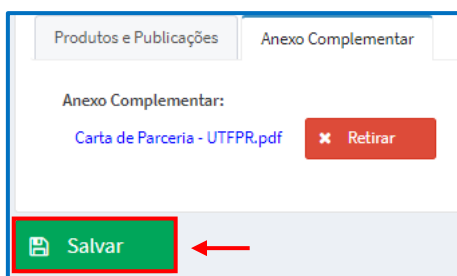 Produtos e Publicações
Anexo Complementar
Anexo Complementar:
Carta de Parceria - UTFPR.pdf
Retirar
Salvar